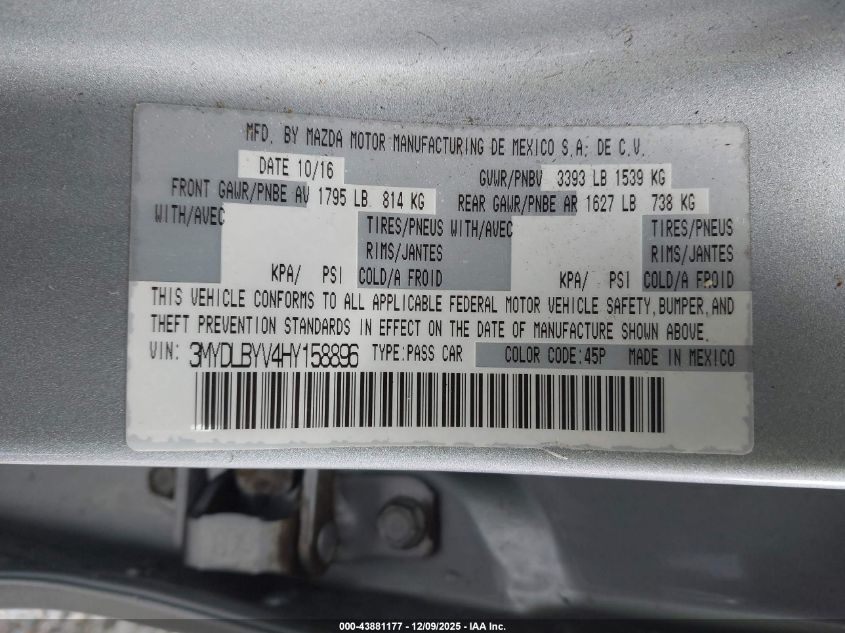 MFD. BY MAZDA MOTOR MANUFACTURING DE MEXICO S.A. DE C.V.
DATE 10/16 GVWR/PNBV 3393 LB 1539 KG
FRONT GAWR/PNBE AV 1795 LB. 814 KG REAR GAWR/PNBE AR 1627 LB 738 KG
WITH/AVEC TIRES/PNEUS WITH/AVEC TIRES/PNEUS
RIMS/JANTES RIMS/JANTES
KPA/ PSI COLD/A FROID KPA/ PSI COLD/A FROID
THIS VEHICLE CONFORMS TO ALL APPLICABLE FEDERAL MOTOR VEHICLE SAFETY, BUMPER, AND
THEFT PREVENTION STANDARDS IN EFFECT ON THE DATE OF MANUFACTURE SHOWN ABOVE.
VIN: 3MYDLBYV4HY158896 TYPE:PASS CAR COLOR CODE:45P MADE IN MEXICO
000-43881177 - 12/09/2025 - IAA Inc.